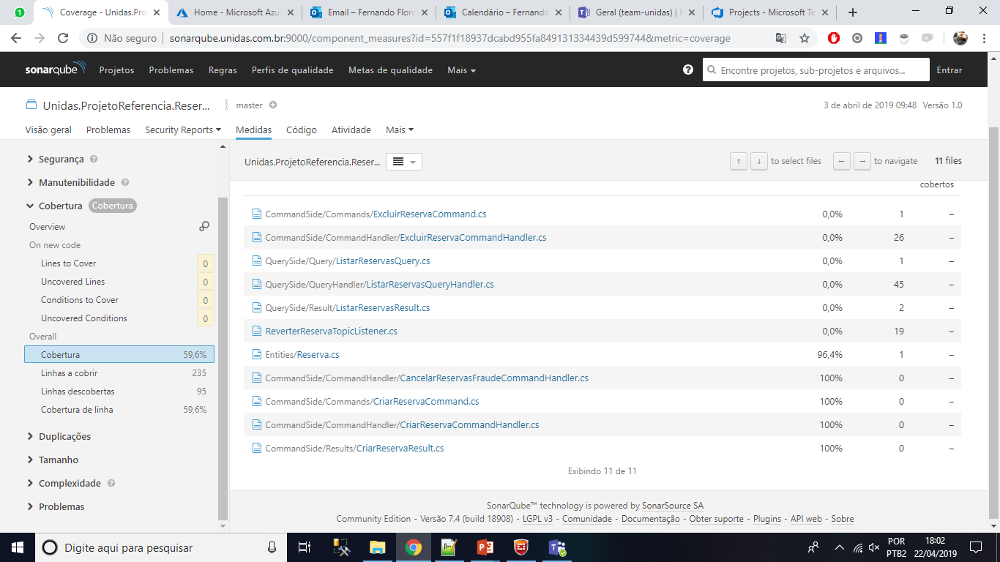 1
Coverage - Unidas.Pro
Home - Microsoft Azu
Email – Fernando Flore
Calendário – Fernando
Geral (team-unidas) |
Projects - Microsoft Te
Não seguro | sonarqube.unidas.com.br:9000/component_measures?id=557f1f18937dcabd955fa849131334439d599744&metric=coverage
sonarqube Projetos Problemas Regras Perfis de qualidade Metas de qualidade Mais
Encontre projetos, sub-projetos e arquivos... Entrar
Unidas.ProjetoReferencia.Reser... master 3 de abril de 2019 09:48 Versão 1.0
Visão geral Problemas Security Reports Medidas Código Atividade Mais
Segurança ?
Manutenibilidade ?
Cobertura Cobertura
Overview
On new code
Lines to Cover 0
Uncovered Lines 0
Conditions to Cover 0
Uncovered Conditions 0
Overall
Cobertura 59,6%
Linhas a cobrir 235
Linhas descobertas 95
Cobertura de linha 59,6%
Duplicações
Tamanho
Complexidade ?
Problemas
Unidas.ProjetoReferencia.Reser... ↑ ↓ to select files ← → to navigate 11 files
cobertos
CommandSide/Commands/ExcluirReservaCommand.cs 0,0% 1 –
CommandSide/CommandHandler/ExcluirReservaCommandHandler.cs 0,0% 26 –
QuerySide/Query/ListarReservasQuery.cs 0,0% 1 –
QuerySide/QueryHandler/ListarReservasQueryHandler.cs 0,0% 45 –
QuerySide/Result/ListarReservasResult.cs 0,0% 2 –
ReverterReservaTopicListener.cs 0,0% 19 –
Entities/Reserva.cs 96,4% 1 –
CommandSide/CommandHandler/CancelarReservasFraudeCommandHandler.cs 100% 0 –
CommandSide/Commands/CriarReservaCommand.cs 100% 0 –
CommandSide/CommandHandler/CriarReservaCommandHandler.cs 100% 0 –
CommandSide/Results/CriarReservaResult.cs 100% 0 –
Exibindo 11 de 11
SonarQube™ technology is powered by SonarSource SA
Community Edition - Versão 7.4 (build 18908) - LGPL v3 - Comunidade - Documentação - Obter suporte - Plugins - API web - Sobre
Digite aqui para pesquisar
POR
PTB2
18:02
22/04/2019